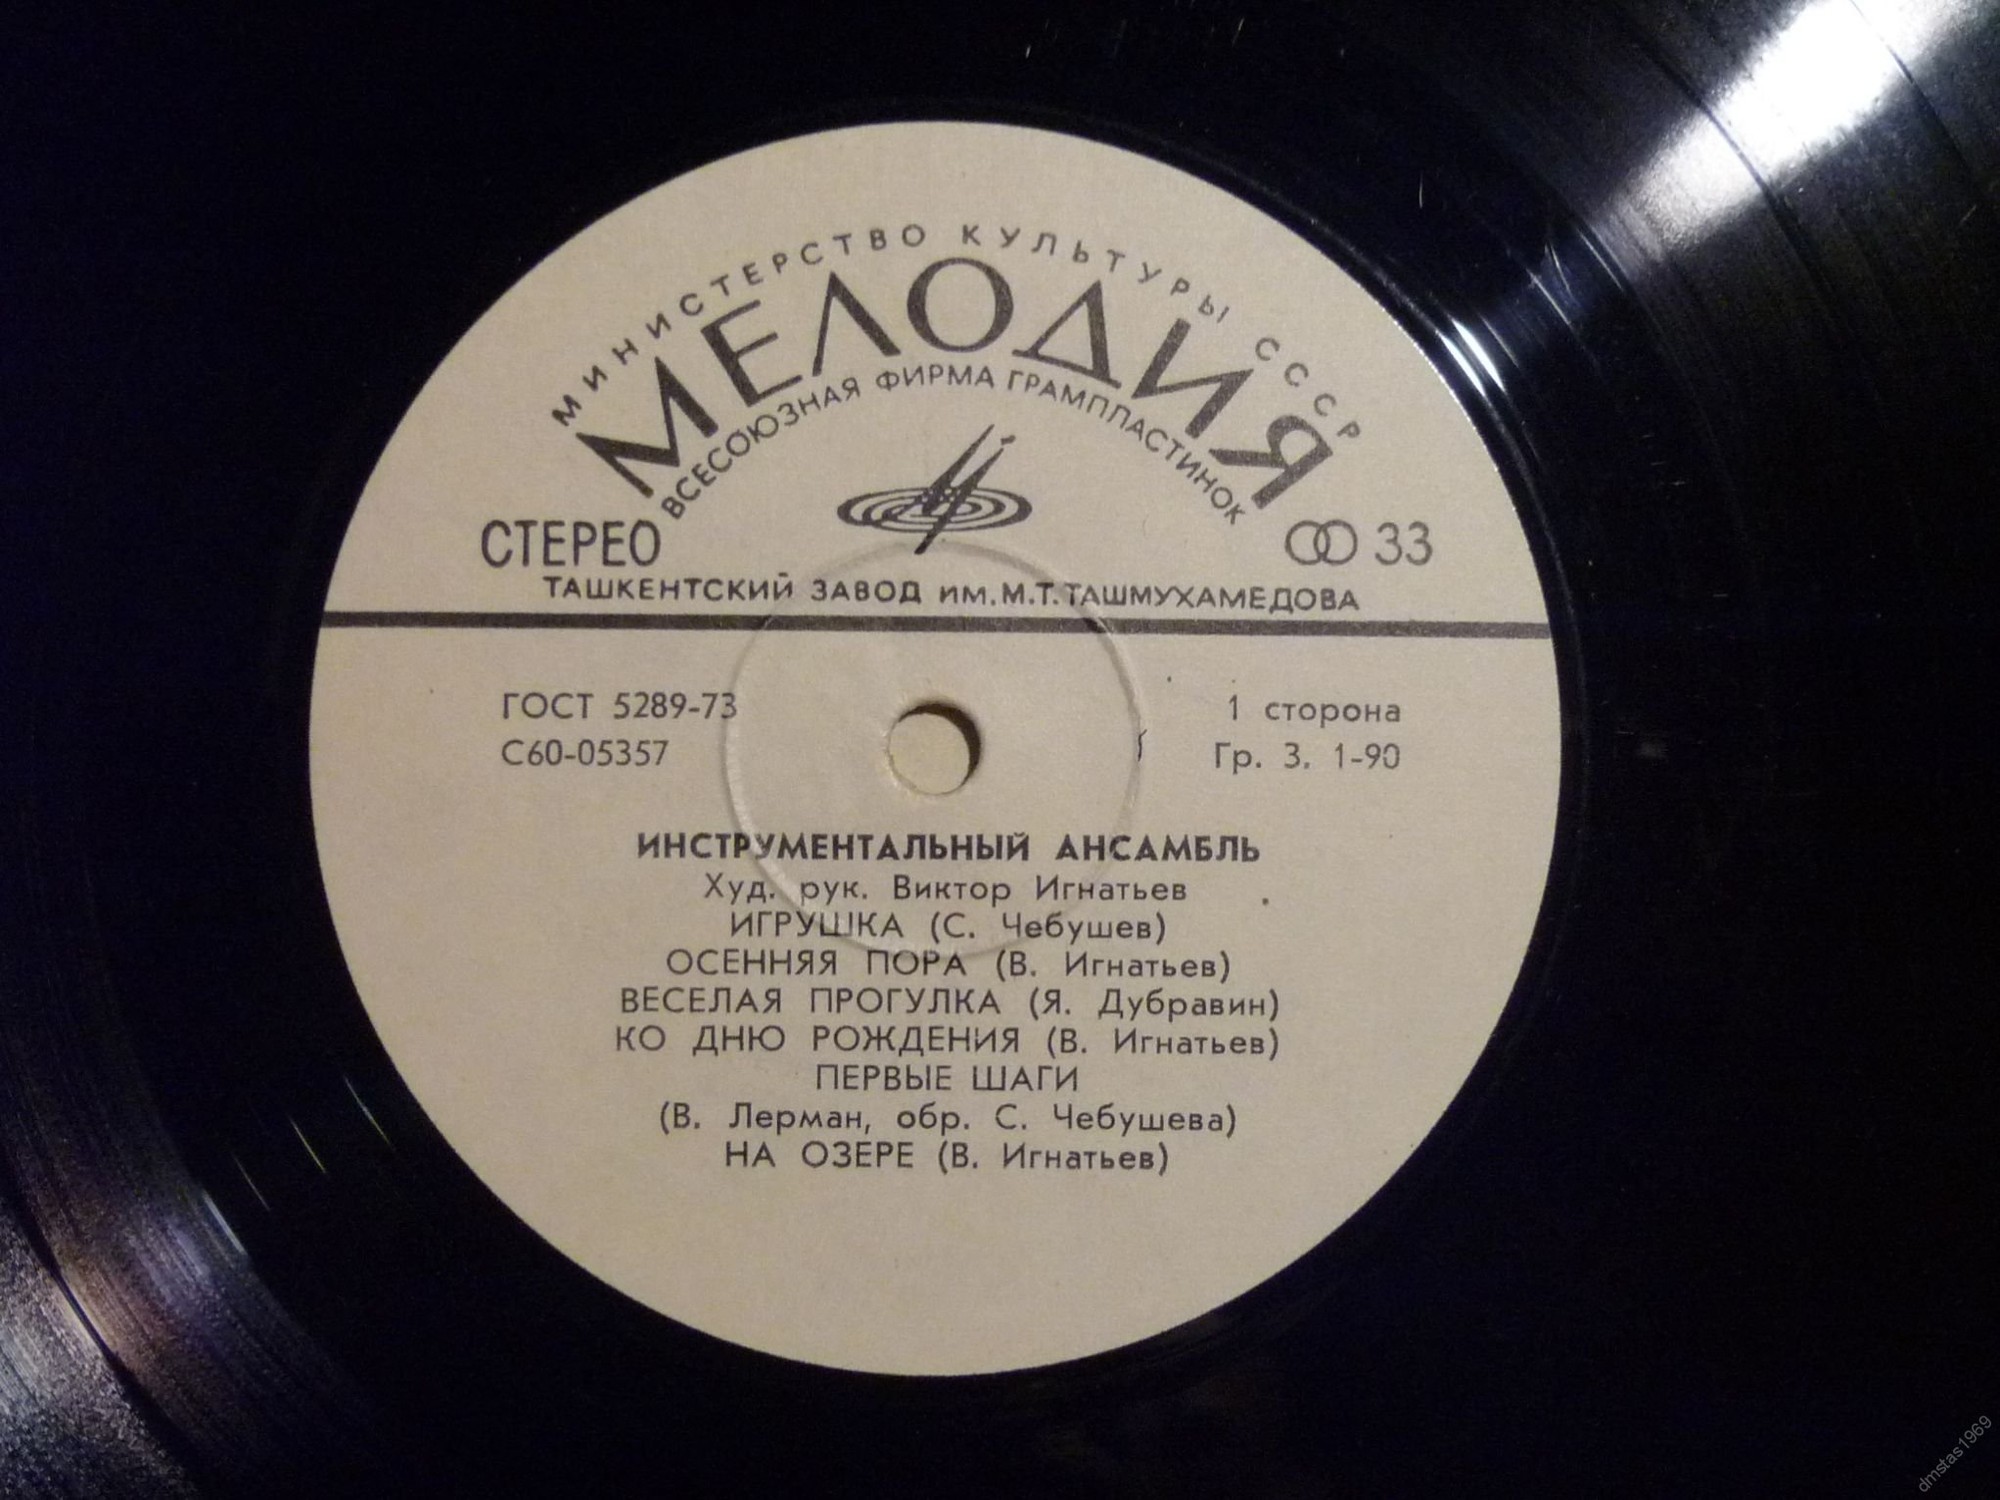 МИНИСТЕРСТВО КУЛЬТУРЫ СССР
МЕЛОДИЯ
ВСЕСОЮЗНАЯ ФИРМА ГРАМПЛАСТИНОК
СТЕРЕО
33
ТАШКЕНТСКИЙ ЗАВОД им. М.Т.ТАШМУХАМЕДОВА
ГОСТ 5289-73
1 сторона
С60-05357
Гр. 3. 1-90
ИНСТРУМЕНТАЛЬНЫЙ АНСАМБЛЬ
Худ. рук. Виктор Игнатьев
ИГРУШКА (С. Чебушев)
ОСЕННЯЯ ПОРА (В. Игнатьев)
ВЕСЕЛАЯ ПРОГУЛКА (Я. Дубравин)
КО ДНЮ РОЖДЕНИЯ (В. Игнатьев)
ПЕРВЫЕ ШАГИ
(В. Лерман, обр. С. Чебушева)
НА ОЗЕРЕ (В. Игнатьев)
dmstas1969